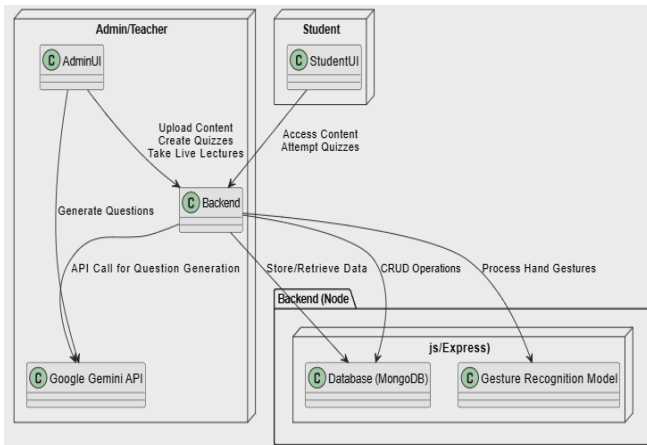 Admin/Teacher
Student
C AdminUI
C StudentUI
Upload Content
Create Quizzes
Take Live Lectures
Access Content
Attempt Quizzes
Generate Questions
C Backend
API Call for Question Generation
Store/Retrieve Data
CRUD Operations
Process Hand Gestures
Backend (Node
js/Express)
C Google Gemini API
C Database (MongoDB)
C Gesture Recognition Model